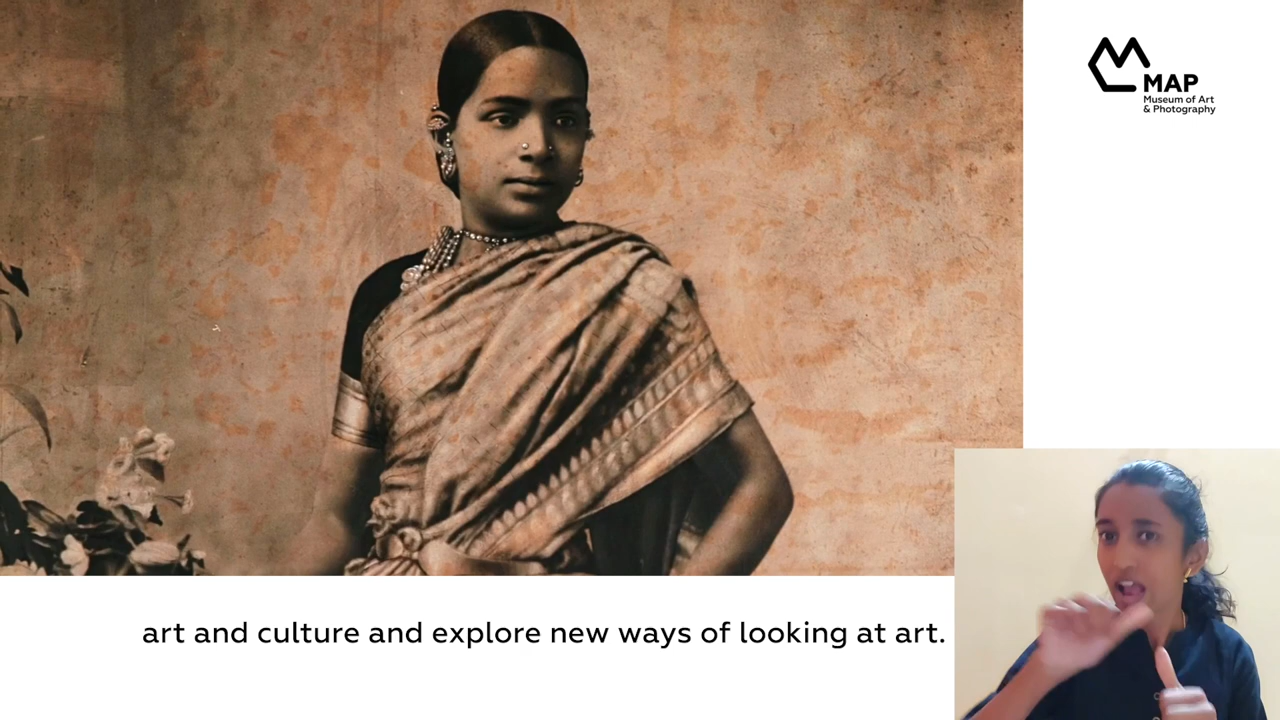 MAP
Museum of Art
& Photography
art and culture and explore new ways of looking at art.